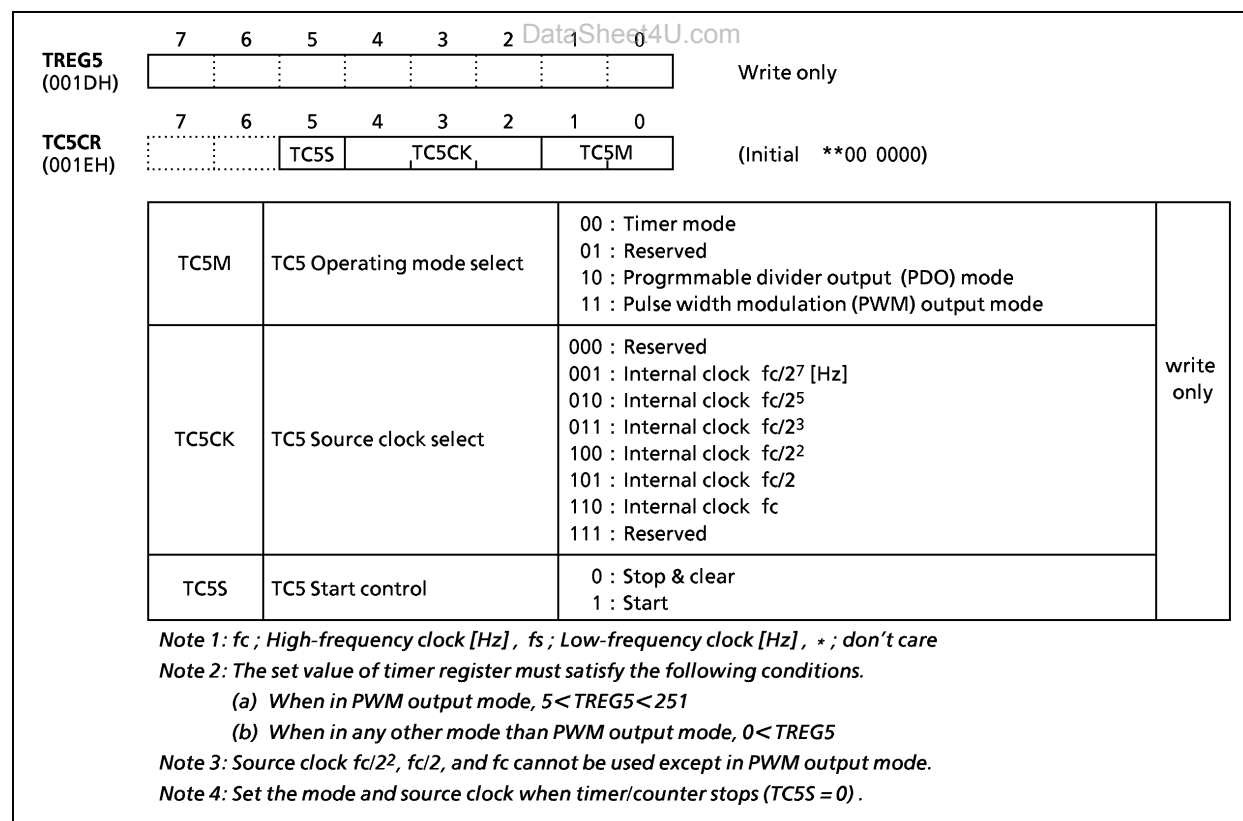 DataSheet4U.com
7 6 5 4 3 2 1 0
TREG5
(001DH)
Write only
7 6 5 4 3 2 1 0
TC5CR
(001EH)
TC5S TC5CK TC5M
(Initial **00 0000)
TC5M
TC5 Operating mode select
00 : Timer mode
01 : Reserved
10 : Progrmmable divider output (PDO) mode
11 : Pulse width modulation (PWM) output mode
TC5CK
TC5 Source clock select
000 : Reserved
001 : Internal clock fc/2⁷ [Hz]
010 : Internal clock fc/2⁵
011 : Internal clock fc/2³
100 : Internal clock fc/2²
101 : Internal clock fc/2
110 : Internal clock fc
111 : Reserved
TC5S
TC5 Start control
0 : Stop & clear
1 : Start
write
only
Note 1: fc ; High-frequency clock [Hz] , fs ; Low-frequency clock [Hz] , * ; don't care
Note 2: The set value of timer register must satisfy the following conditions.
(a) When in PWM output mode, 5<TREG5<251
(b) When in any other mode than PWM output mode, 0<TREG5
Note 3: Source clock fc/2², fc/2, and fc cannot be used except in PWM output mode.
Note 4: Set the mode and source clock when timer/counter stops (TC5S = 0) .